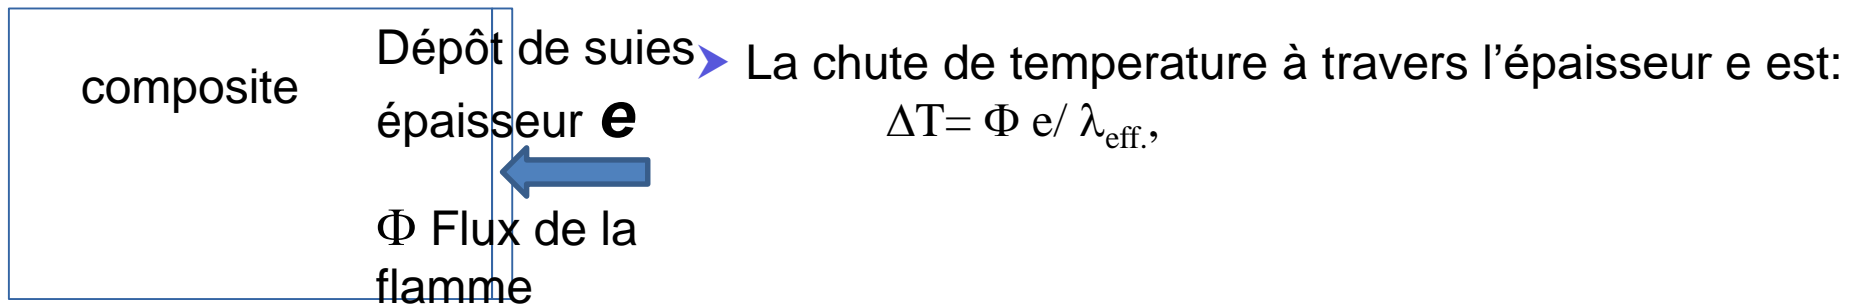 composite
Dépôt de suies
épaisseur e
Φ Flux de la
flamme
➤ La chute de temperature à travers l’épaisseur e est:
ΔT= Φ e/ λeff.,